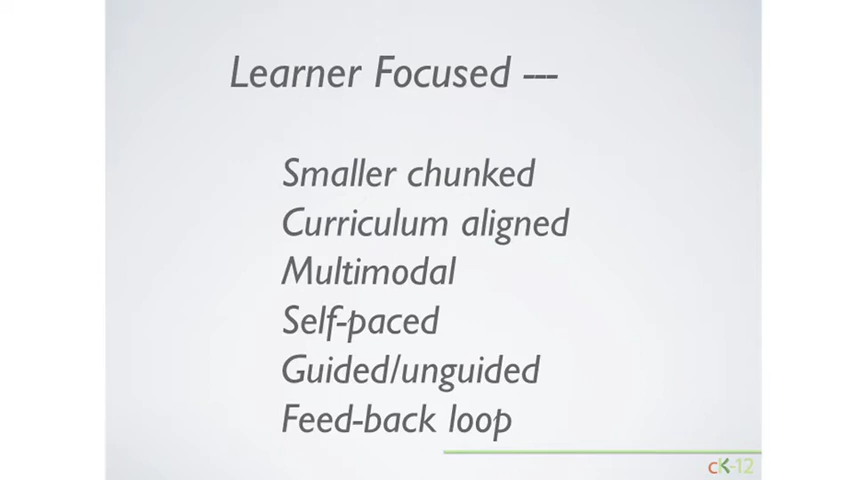 Learner Focused ---
Smaller chunked
Curriculum aligned
Multimodal
Self-paced
Guided/unguided
Feed-back loop
cK-12